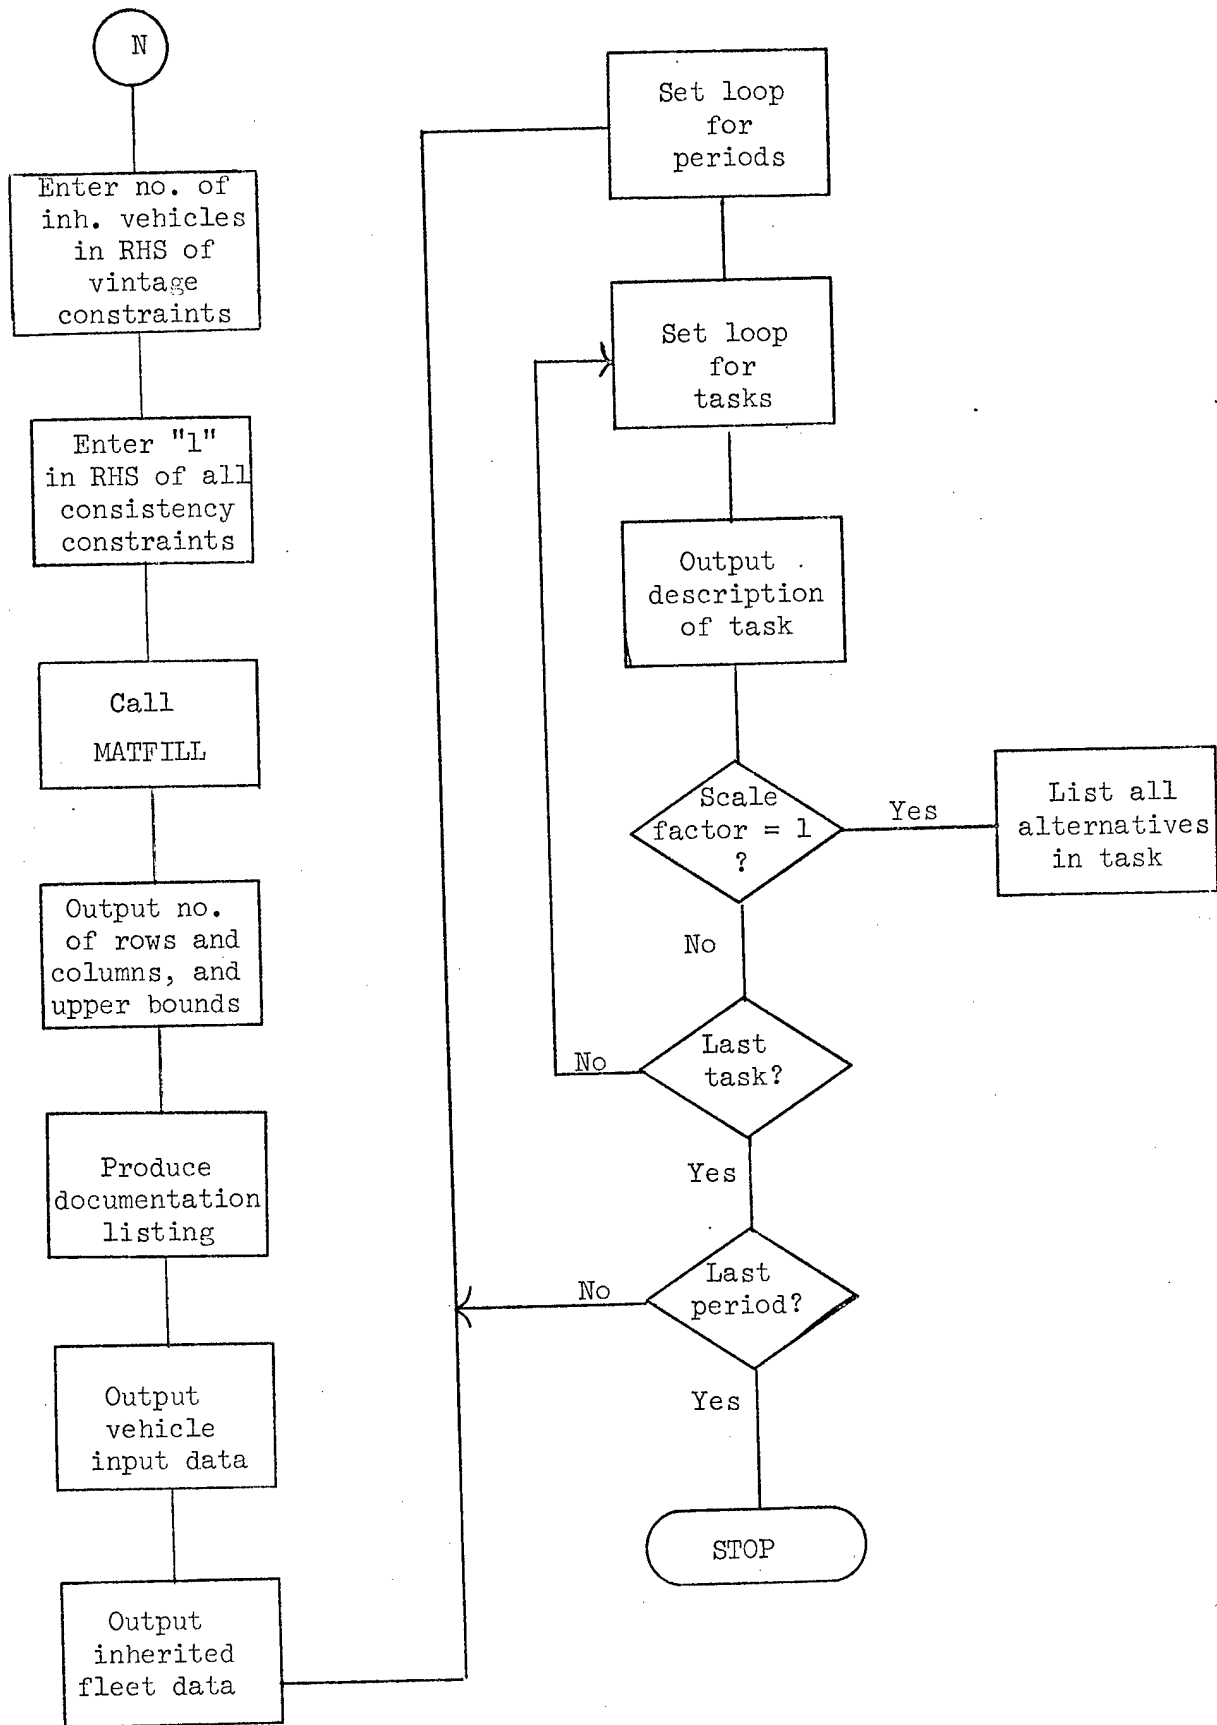 N
Enter no. of
inh. vehicles
in RHS of
vintage
constraints
Enter "1"
in RHS of all
consistency
constraints
Call
MATFILL
Output no.
of rows and
columns, and
upper bounds
Produce
documentation
listing
Output
vehicle
input data
Output
inherited
fleet data
Set loop
for
periods
Set loop
for
tasks
Output
description
of task
Scale
factor = 1
?
Yes
List all
alternatives
in task
No
Last
task?
No
Yes
Last
period?
No
Yes
STOP